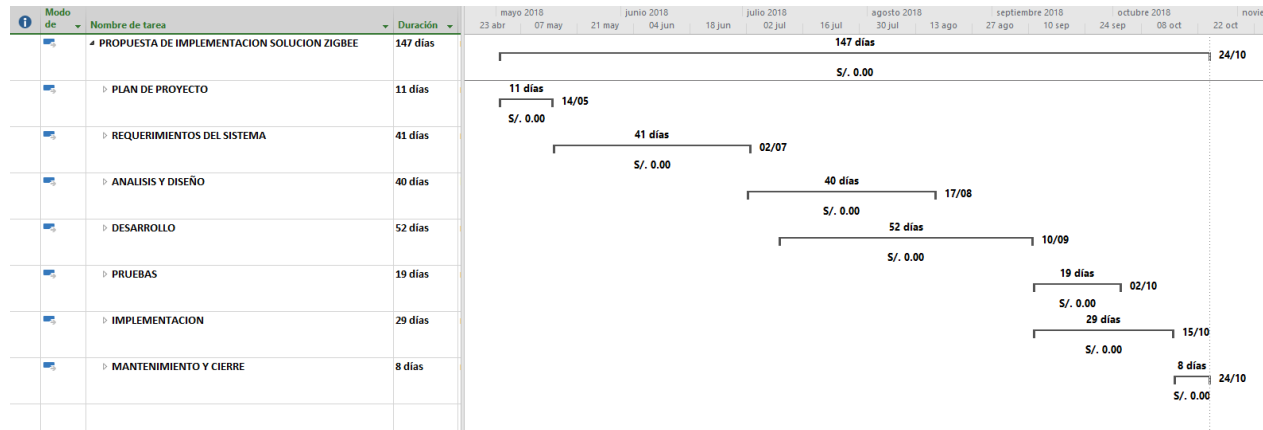 Modo de Nombre de tarea Duración
mayo 2018 junio 2018 julio 2018 agosto 2018 septiembre 2018 octubre 2018 novie
23 abr 07 may 21 may 04 jun 18 jun 02 jul 16 jul 30 jul 13 ago 27 ago 10 sep 24 sep 08 oct 22 oct
PROPUESTA DE IMPLEMENTACION SOLUCION ZIGBEE 147 días
147 días
24/10
S/. 0.00
PLAN DE PROYECTO 11 días
11 días
14/05
S/. 0.00
REQUERIMIENTOS DEL SISTEMA 41 días
41 días
02/07
S/. 0.00
ANALISIS Y DISEÑO 40 días
40 días
17/08
S/. 0.00
DESARROLLO 52 días
52 días
10/09
S/. 0.00
PRUEBAS 19 días
19 días
02/10
S/. 0.00
IMPLEMENTACION 29 días
29 días
15/10
S/. 0.00
MANTENIMIENTO Y CIERRE 8 días
8 días
24/10
S/. 0.00